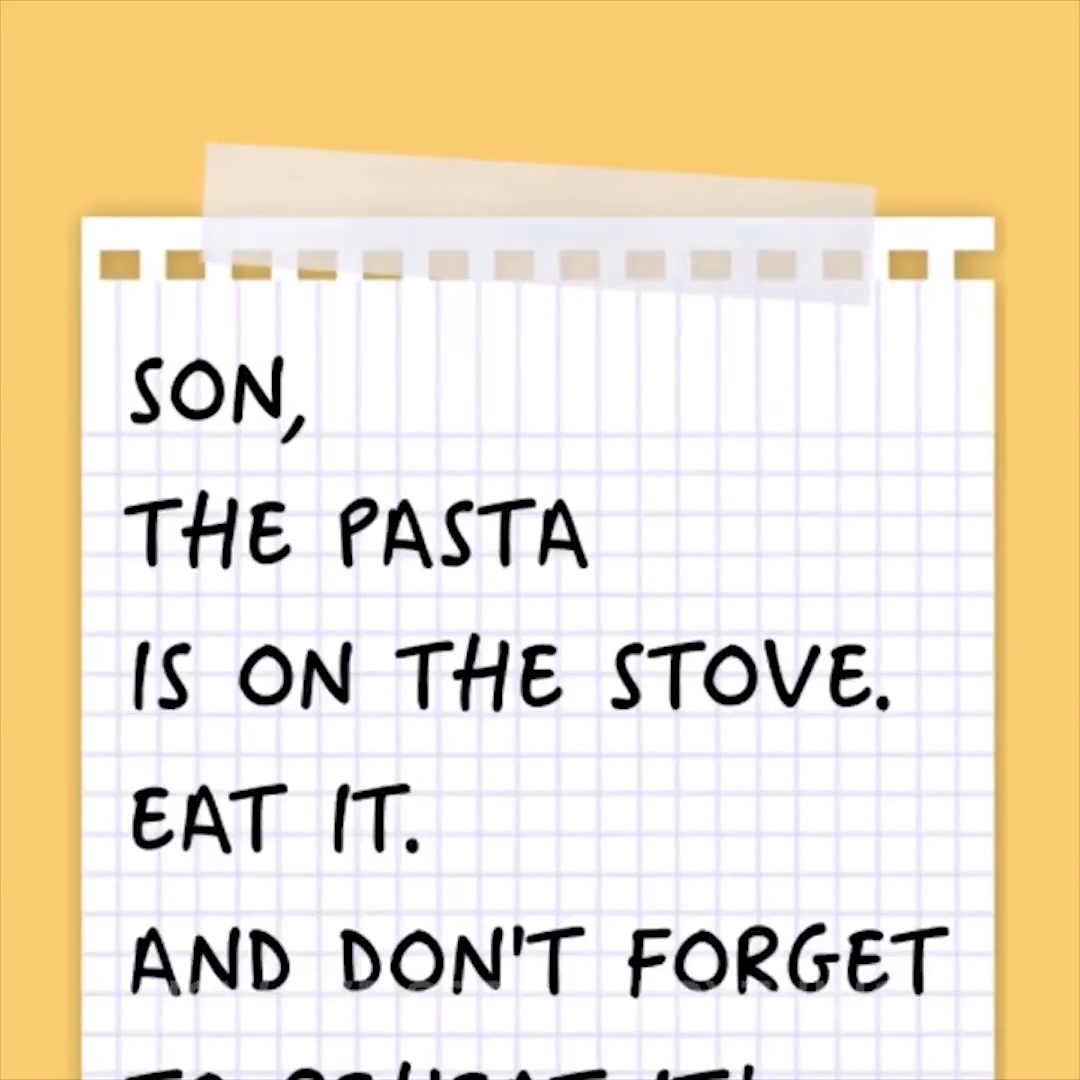 SON,
THE PASTA
IS ON THE STOVE.
EAT IT.
AND DON'T FORGET